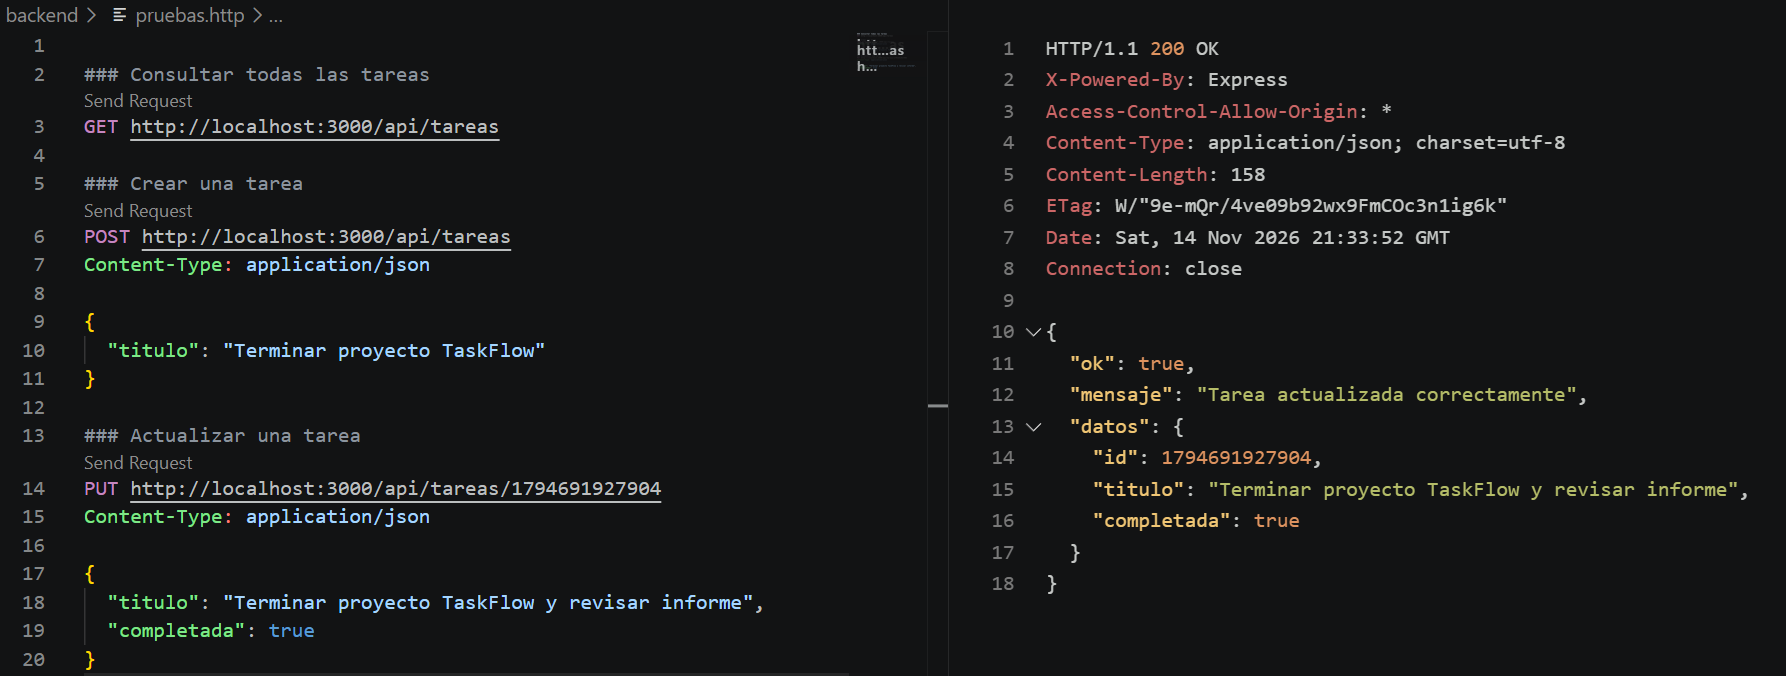 backend > pruebas.http > ...
1
2 ### Consultar todas las tareas
Send Request
3 GET http://localhost:3000/api/tareas
4
5 ### Crear una tarea
Send Request
6 POST http://localhost:3000/api/tareas
7 Content-Type: application/json
8
9 {
10 "titulo": "Terminar proyecto TaskFlow"
11 }
12
13 ### Actualizar una tarea
Send Request
14 PUT http://localhost:3000/api/tareas/1794691927904
15 Content-Type: application/json
16
17 {
18 "titulo": "Terminar proyecto TaskFlow y revisar informe",
19 "completada": true
20 }
htt...as
h...
1 HTTP/1.1 200 OK
2 X-Powered-By: Express
3 Access-Control-Allow-Origin: *
4 Content-Type: application/json; charset=utf-8
5 Content-Length: 158
6 ETag: W/"9e-mQr/4ve09b92wx9FmCOc3n1ig6k"
7 Date: Sat, 14 Nov 2026 21:33:52 GMT
8 Connection: close
9
10 {
11 "ok": true,
12 "mensaje": "Tarea actualizada correctamente",
13 "datos": {
14 "id": 1794691927904,
15 "titulo": "Terminar proyecto TaskFlow y revisar informe",
16 "completada": true
17 }
18 }